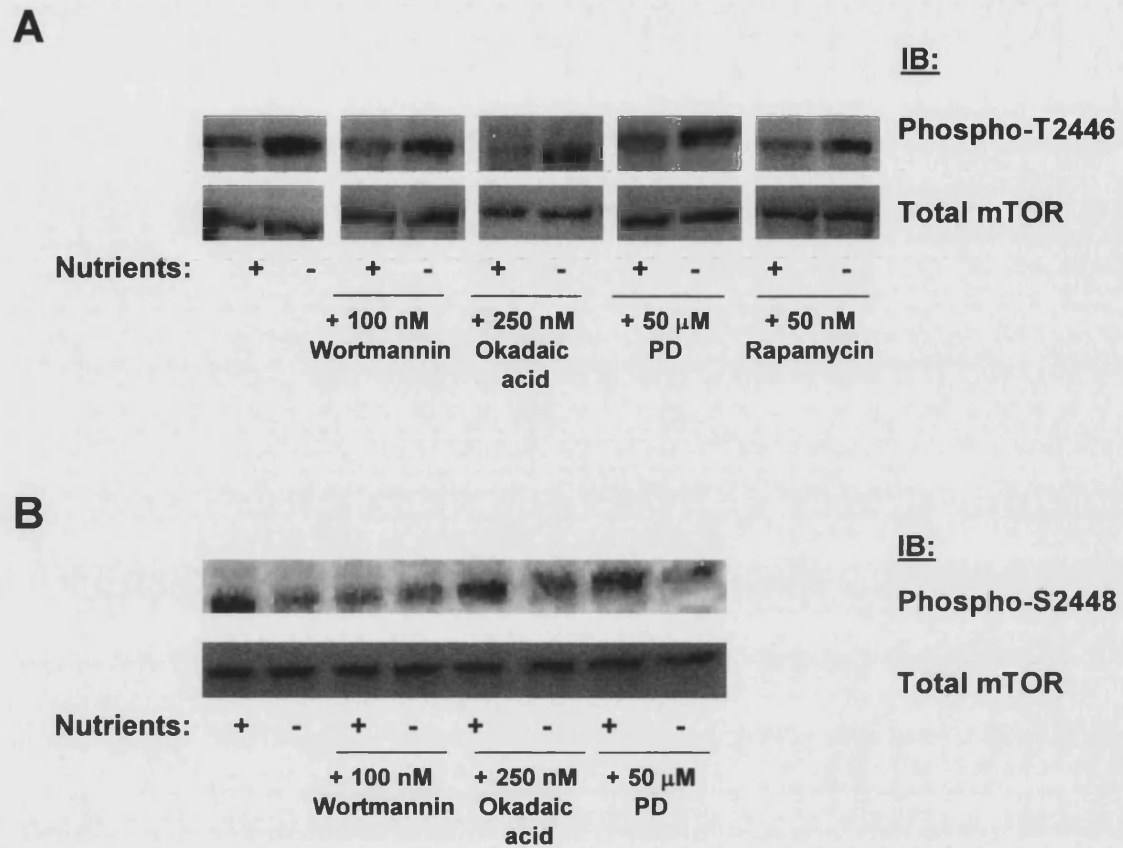 A
IB:
Phospho-T2446
Total mTOR
Nutrients: + - + - + - + - + -
+ 100 nM Wortmannin
+ 250 nM Okadaic acid
+ 50 μM PD
+ 50 nM Rapamycin
B
IB:
Phospho-S2448
Total mTOR
Nutrients: + - + - + - + -
+ 100 nM Wortmannin
+ 250 nM Okadaic acid
+ 50 μM PD